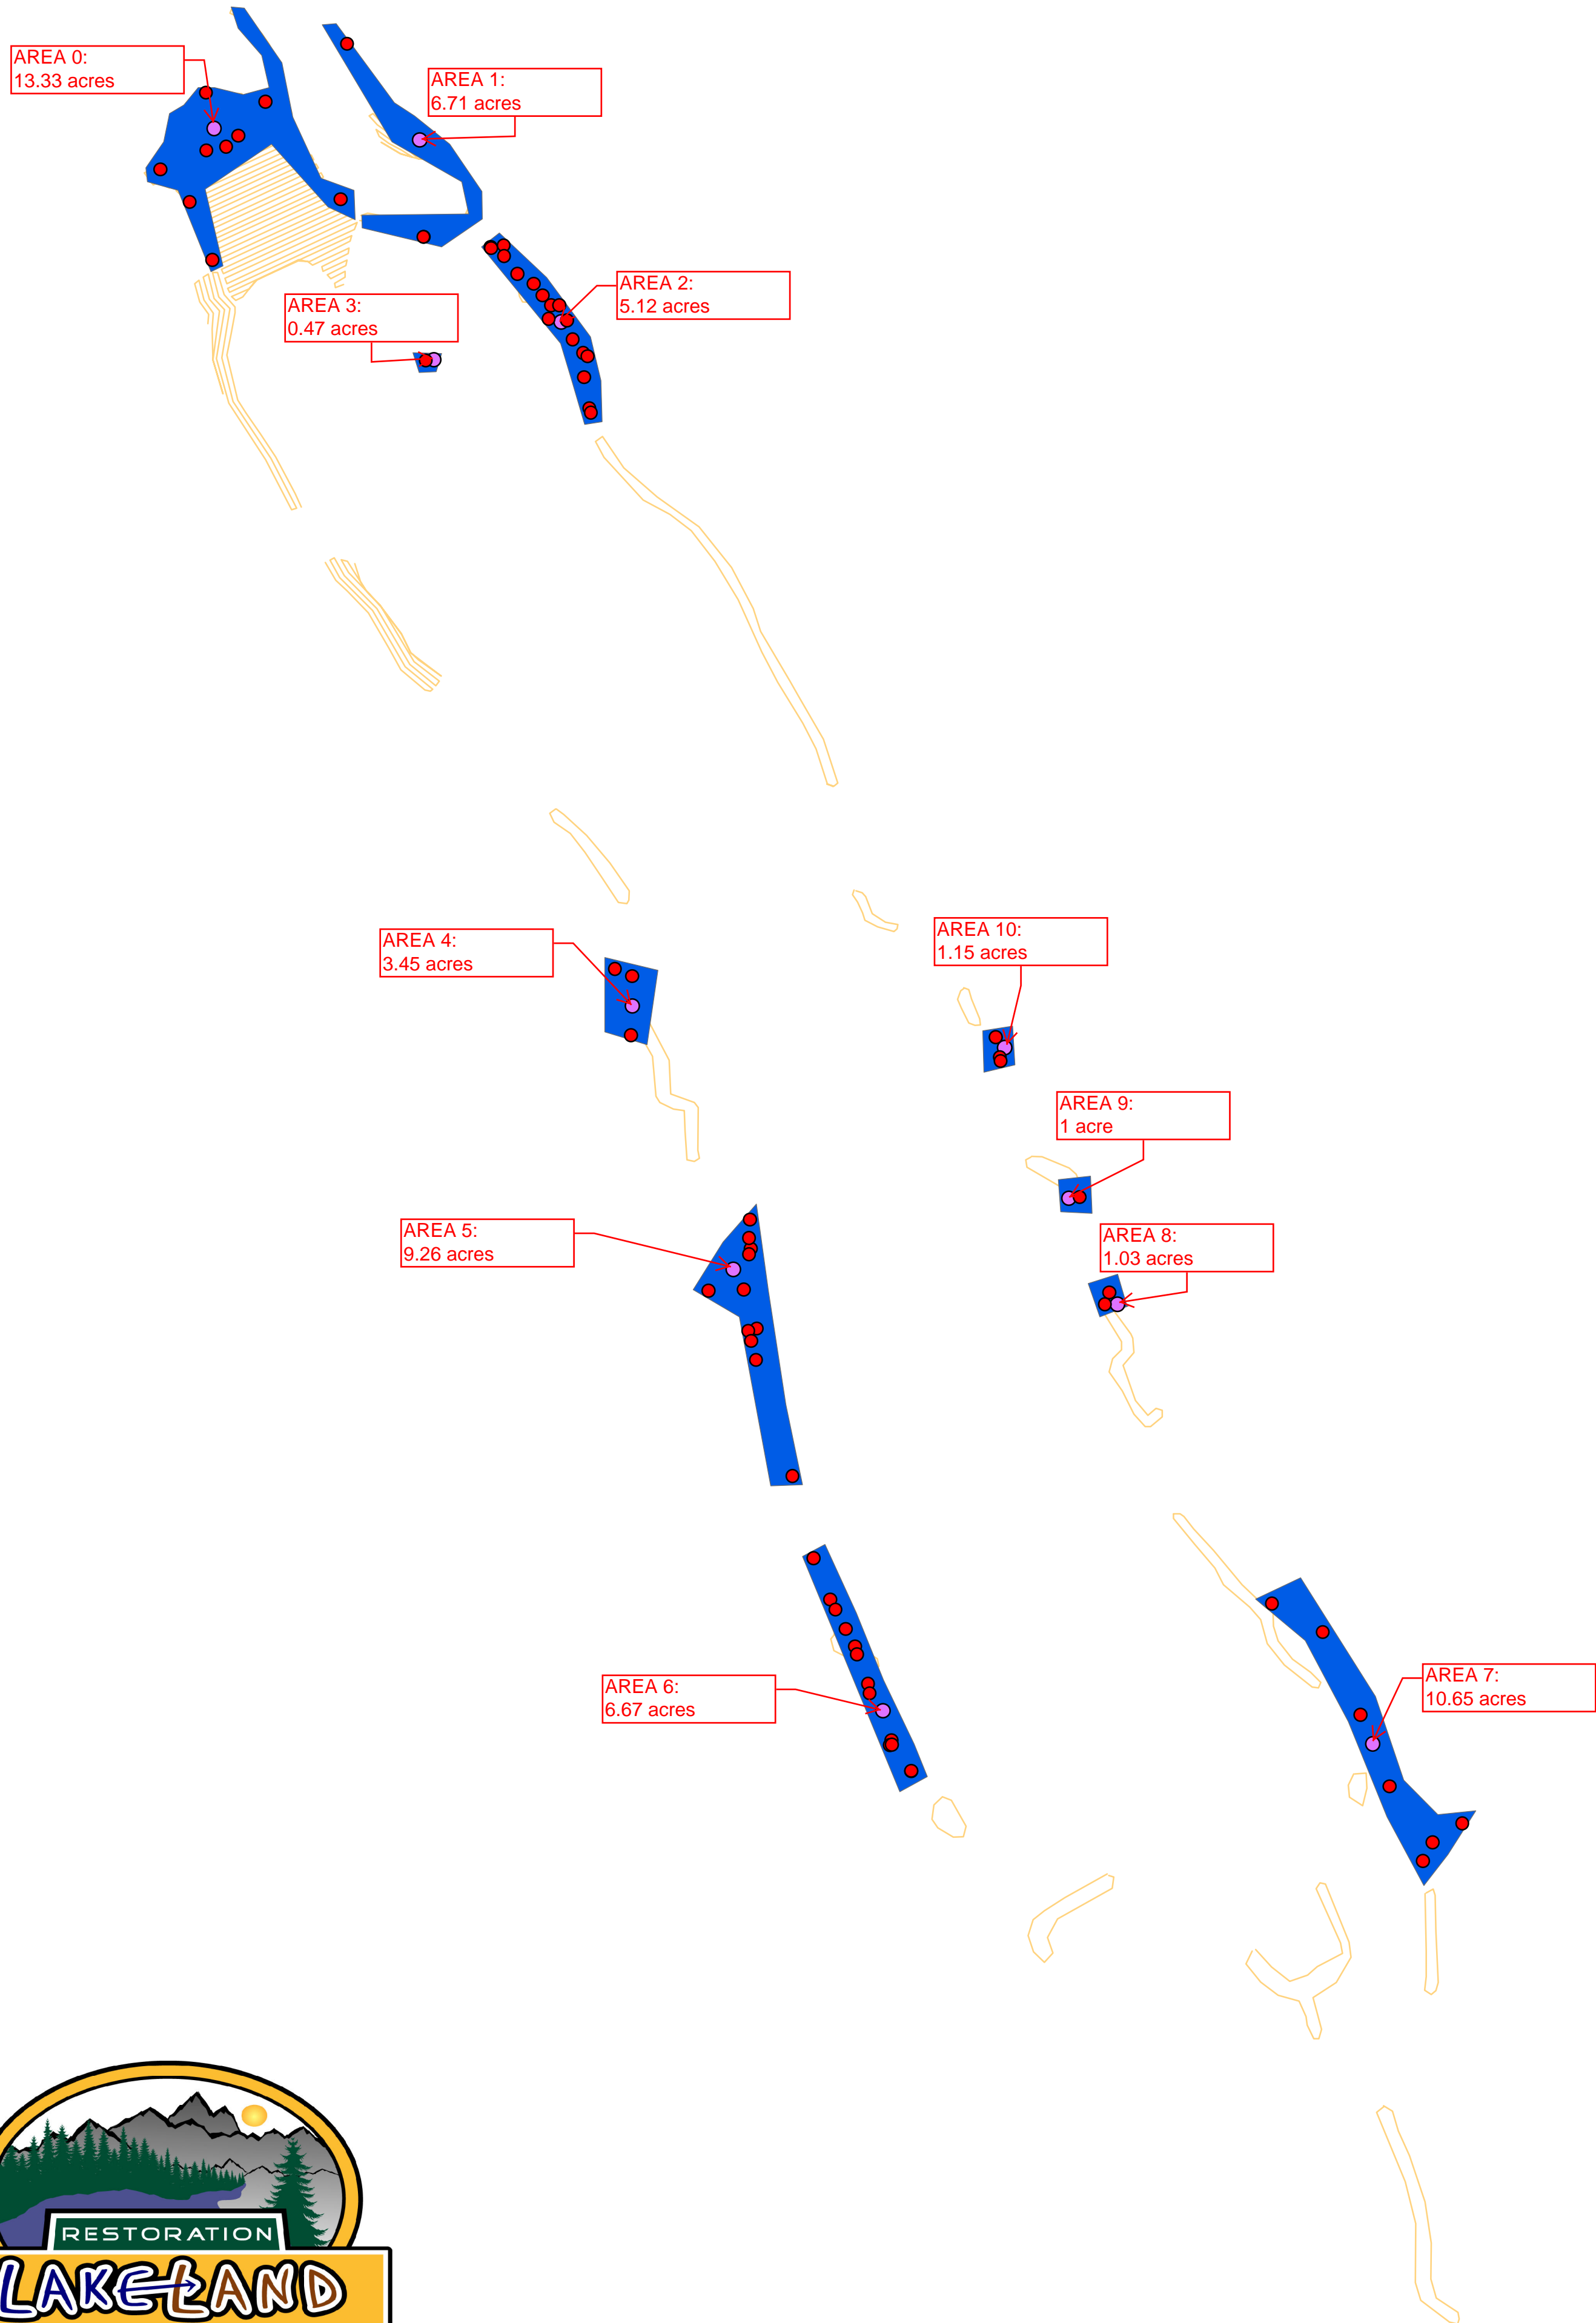 AREA 0:
13.33 acres
AREA 1:
6.71 acres
AREA 2:
5.12 acres
AREA 3:
0.47 acres
AREA 4:
3.45 acres
AREA 10:
1.15 acres
AREA 9:
1 acre
AREA 5:
9.26 acres
AREA 8:
1.03 acres
AREA 6:
6.67 acres
AREA 7:
10.65 acres
RESTORATION
LAKELAND